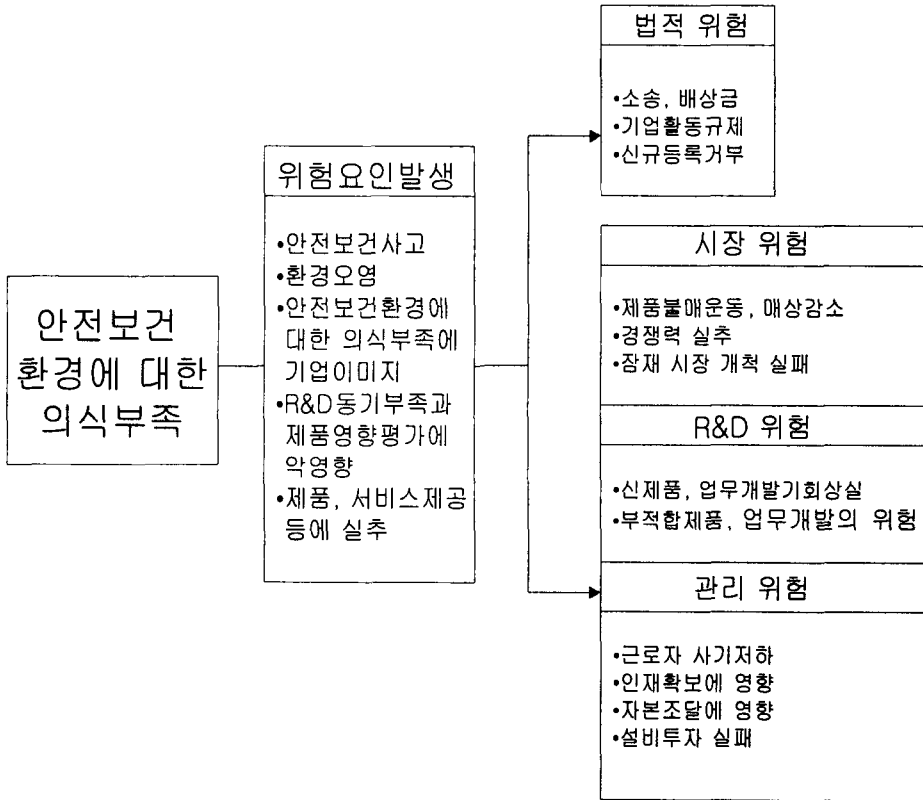 안전보건
환경에 대한
의식부족
위험요인발생
•안전보건사고
•환경오염
•안전보건환경에
대한 의식부족에
기업이미지
•R&D동기부족과
제품영향평가에
악영향
•제품, 서비스제공
등에 실추
법적 위험
•소송, 배상금
•기업활동규제
•신규등록거부
시장 위험
•제품불매운동, 매상감소
•경쟁력 실추
•잠재 시장 개척 실패
R&D 위험
•신제품, 업무개발기회상실
•부적합제품, 업무개발의 위험
관리 위험
•근로자 사기저하
•인재확보에 영향
•자본조달에 영향
•설비투자 실패